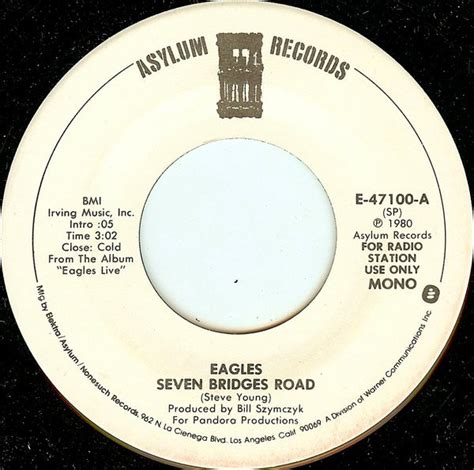 ASYLUM RECORDS
BMI
Irving Music, Inc.
Intro :05
Time 3:02
Close: Cold
From The Album
"Eagles Live"
E-47100-A
(SP)
℗ 1980
Asylum Records
FOR RADIO
STATION
USE ONLY
MONO
EAGLES
SEVEN BRIDGES ROAD
(Steve Young)
Produced by Bill Szymczyk
For Pandora Productions
Mfg by Elektra/Asylum/Nonesuch Records, 962 N. La Cienega Blvd. Los Angeles. Calif. 90069 A Division of Warner Communications Inc